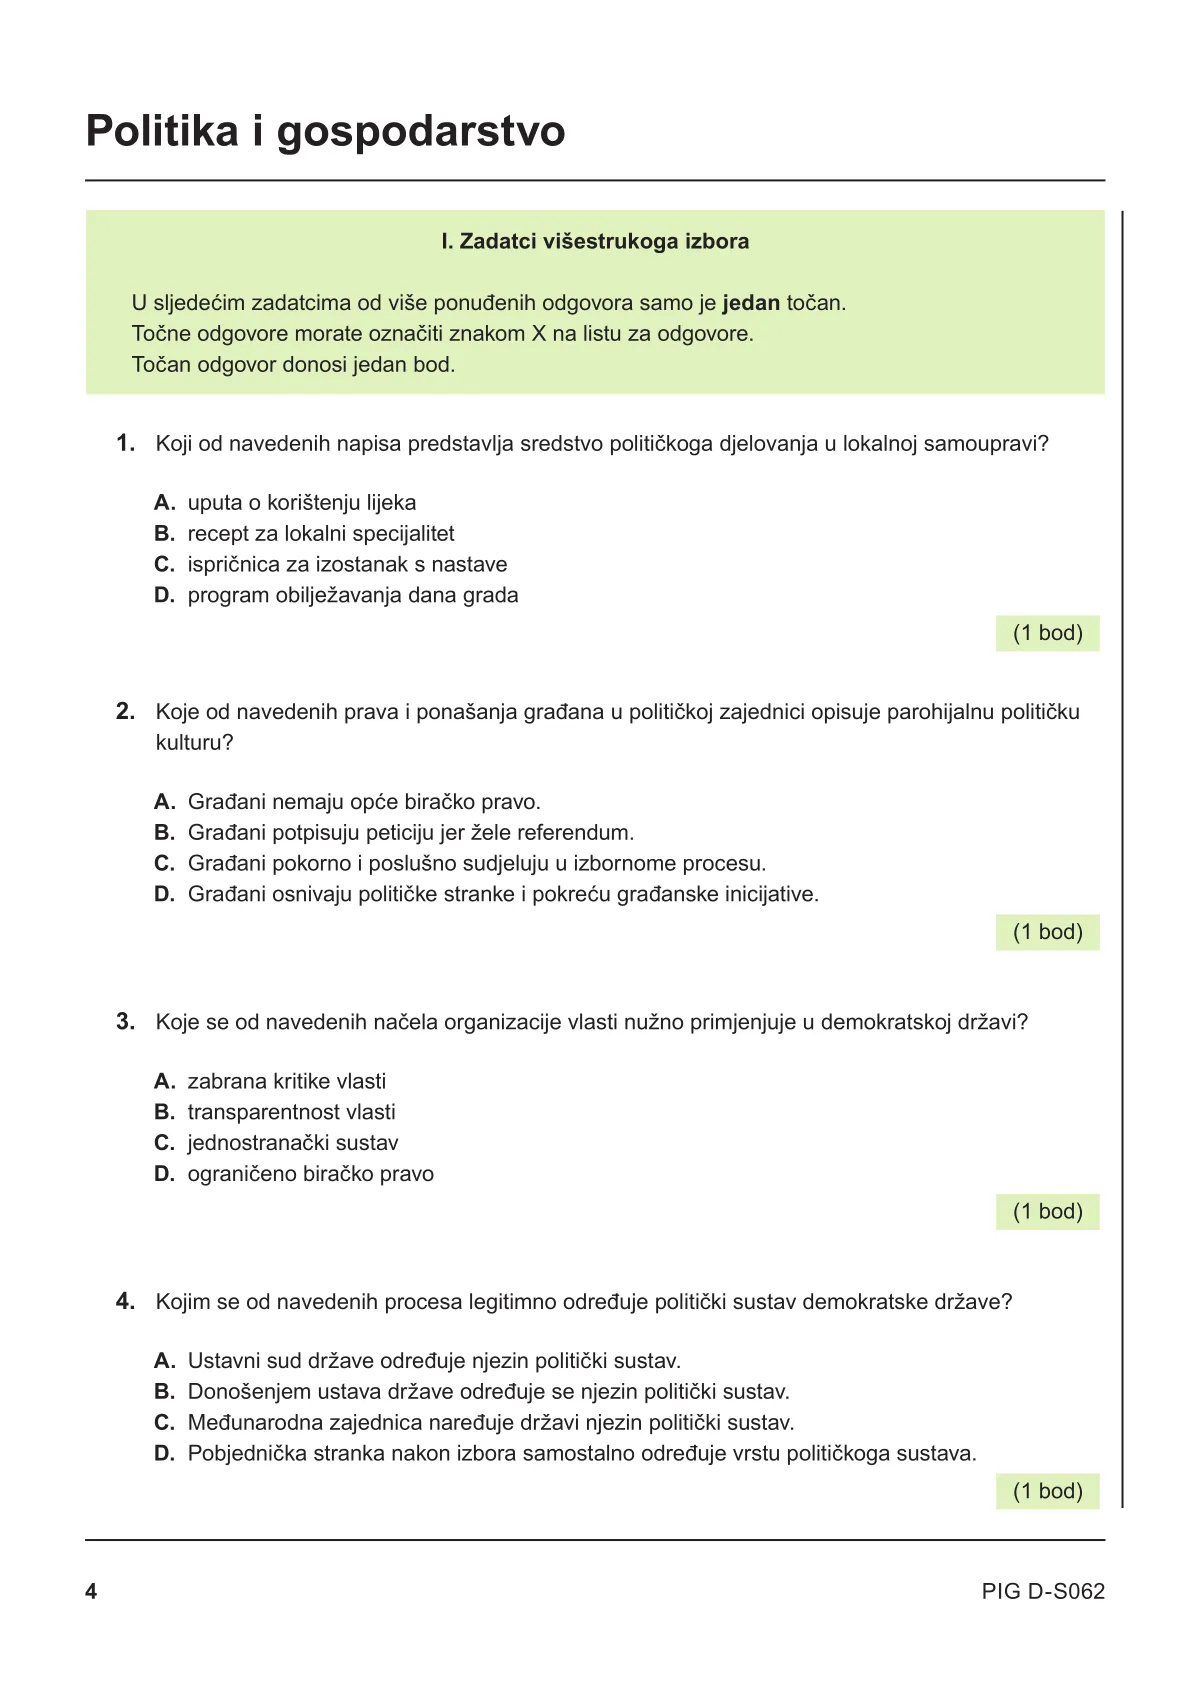 Politika i gospodarstvo
I. Zadatci višestrukoga izbora
U sljedećim zadatcima od više ponuđenih odgovora samo je jedan točan.
Točne odgovore morate označiti znakom X na listu za odgovore.
Točan odgovor donosi jedan bod.
1. Koji od navedenih napisa predstavlja sredstvo političkoga djelovanja u lokalnoj samoupravi?
A. uputa o korištenju lijeka
B. recept za lokalni specijalitet
C. ispričnica za izostanak s nastave
D. program obilježavanja dana grada
(1 bod)
2. Koje od navedenih prava i ponašanja građana u političkoj zajednici opisuje parohijalnu političku
kulturu?
A. Građani nemaju opće biračko pravo.
B. Građani potpisuju peticiju jer žele referendum.
C. Građani pokorno i poslušno sudjeluju u izbornome procesu.
D. Građani osnivaju političke stranke i pokreću građanske inicijative.
(1 bod)
3. Koje se od navedenih načela organizacije vlasti nužno primjenjuje u demokratskoj državi?
A. zabrana kritike vlasti
B. transparentnost vlasti
C. jednostranački sustav
D. ograničeno biračko pravo
(1 bod)
4. Kojim se od navedenih procesa legitimno određuje politički sustav demokratske države?
A. Ustavni sud države određuje njezin politički sustav.
B. Donošenjem ustava države određuje se njezin politički sustav.
C. Međunarodna zajednica naređuje državi njezin politički sustav.
D. Pobjednička stranka nakon izbora samostalno određuje vrstu političkoga sustava.
(1 bod)
4
PIG D-S062